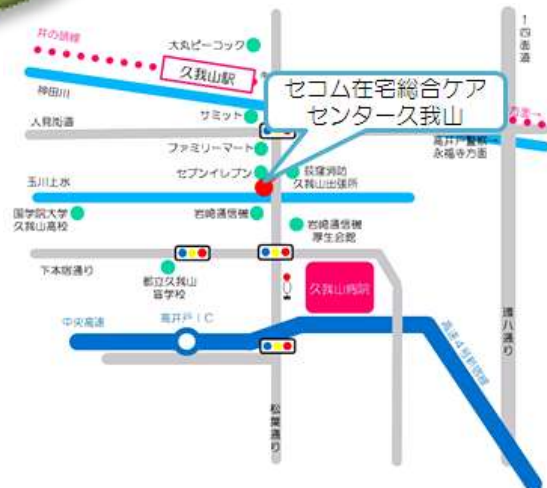 井の頭線
大丸ピーコック
久我山駅
↑四面道
神田川
セコム在宅総合ケア
センター久我山
サミット
人見街道
方面→
高井戸警察→
永福寺方面
ファミリーマート
セブンイレブン
荻窪消防
久我山出張所
玉川上水
国学院大学
久我山高校
岩崎通信機
岩崎通信機
厚生会館
下本宿通り
都立久我山
盲学校
久我山病院
中央高速
高井戸IC
高速4号新宿線
環八通り
松葉通り